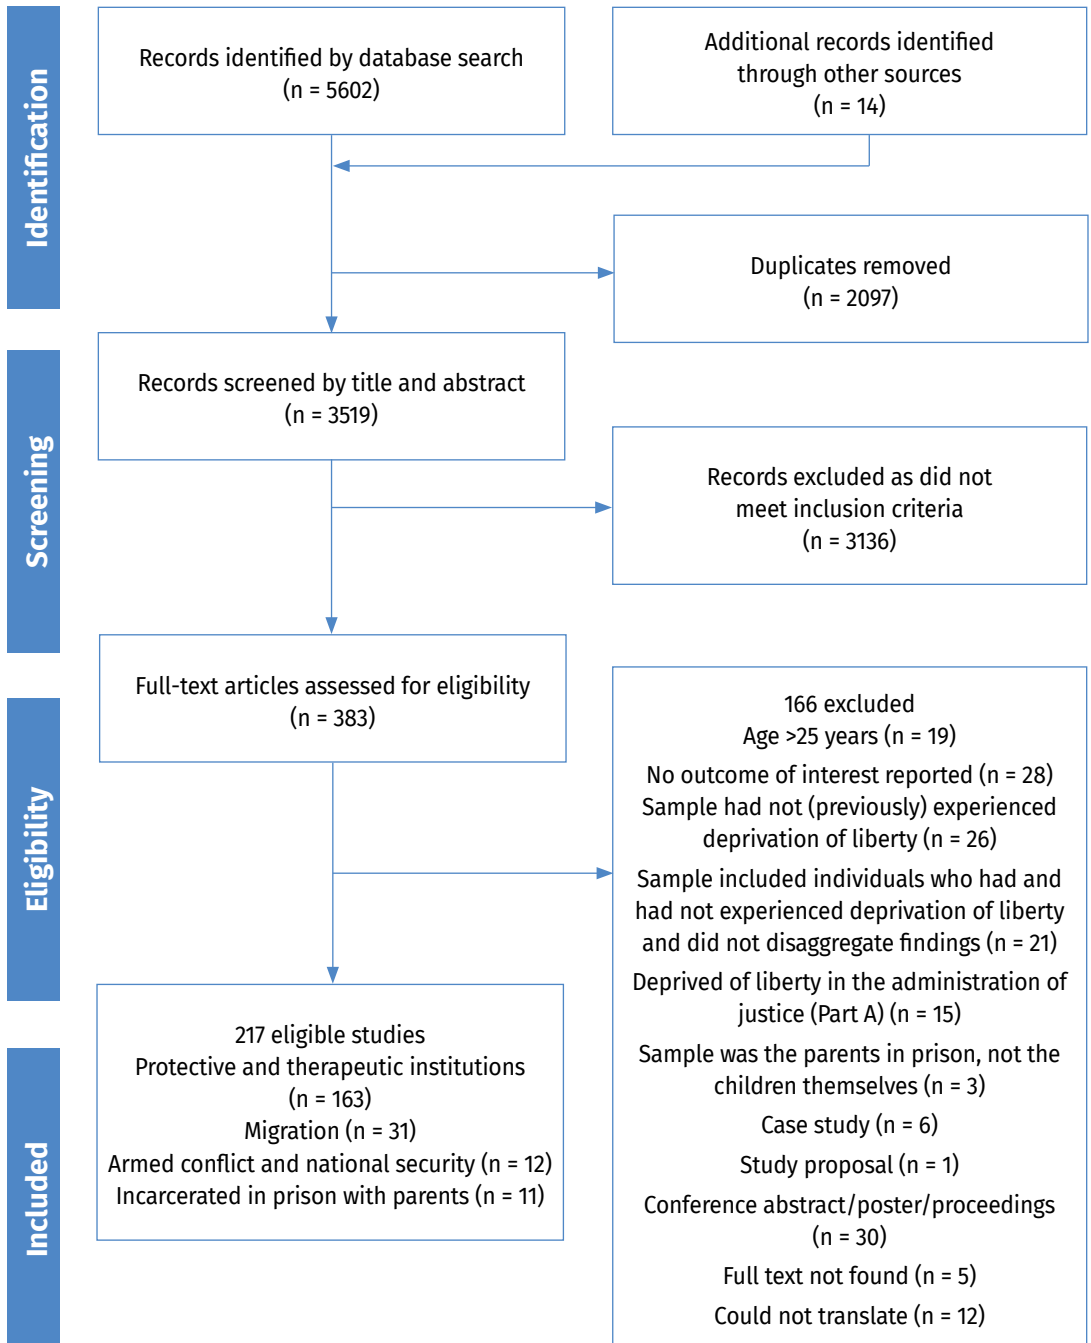 Identification
Records identified by database search
(n = 5602)
Additional records identified
through other sources
(n = 14)
Duplicates removed
(n = 2097)
Screening
Records screened by title and abstract
(n = 3519)
Records excluded as did not
meet inclusion criteria
(n = 3136)
Eligibility
Full-text articles assessed for eligibility
(n = 383)
166 excluded
Age >25 years (n = 19)
No outcome of interest reported (n = 28)
Sample had not (previously) experienced
deprivation of liberty (n = 26)
Sample included individuals who had and
had not experienced deprivation of liberty
and did not disaggregate findings (n = 21)
Deprived of liberty in the administration of
justice (Part A) (n = 15)
Sample was the parents in prison, not the
children themselves (n = 3)
Case study (n = 6)
Study proposal (n = 1)
Conference abstract/poster/proceedings
(n = 30)
Full text not found (n = 5)
Could not translate (n = 12)
Included
217 eligible studies
Protective and therapeutic institutions
(n = 163)
Migration (n = 31)
Armed conflict and national security (n = 12)
Incarcerated in prison with parents (n = 11)